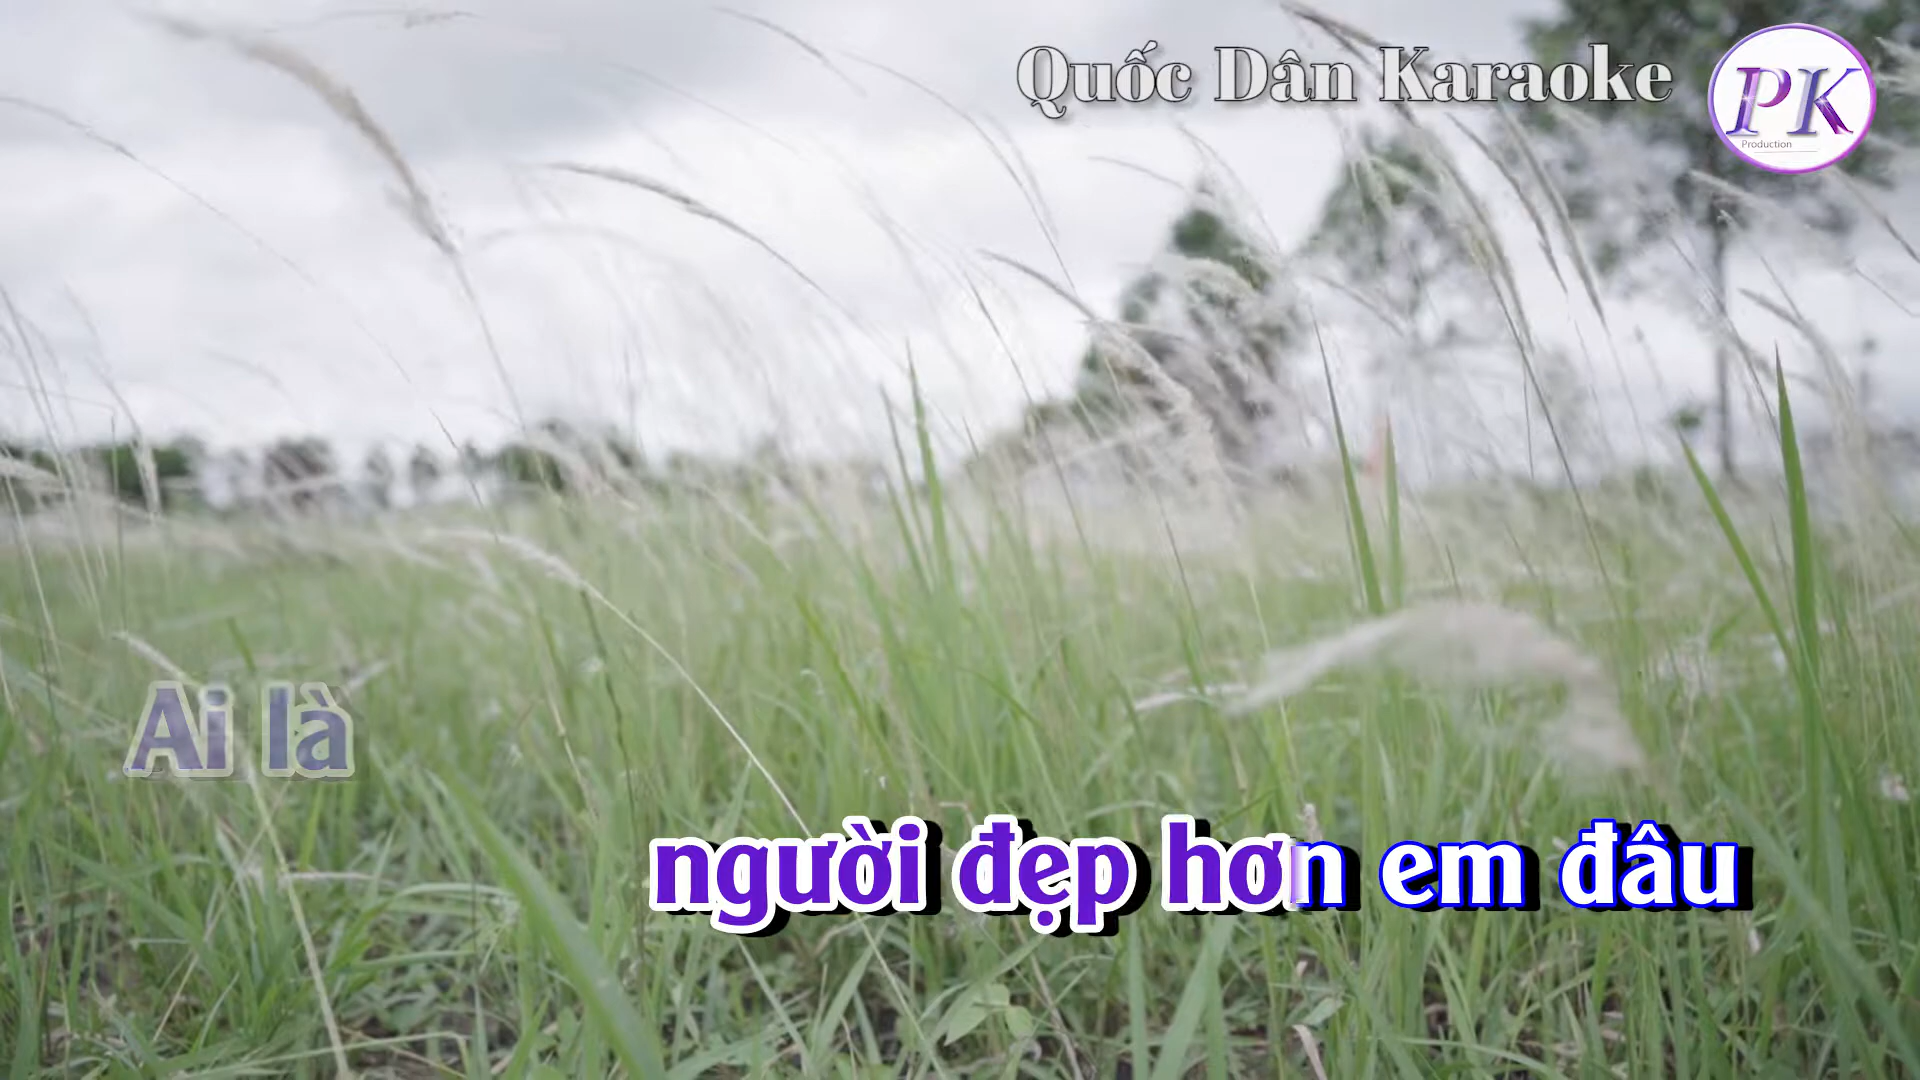 Quốc Dân Karaoke
PK
Production
Ai là
người đẹp hơn em đâu